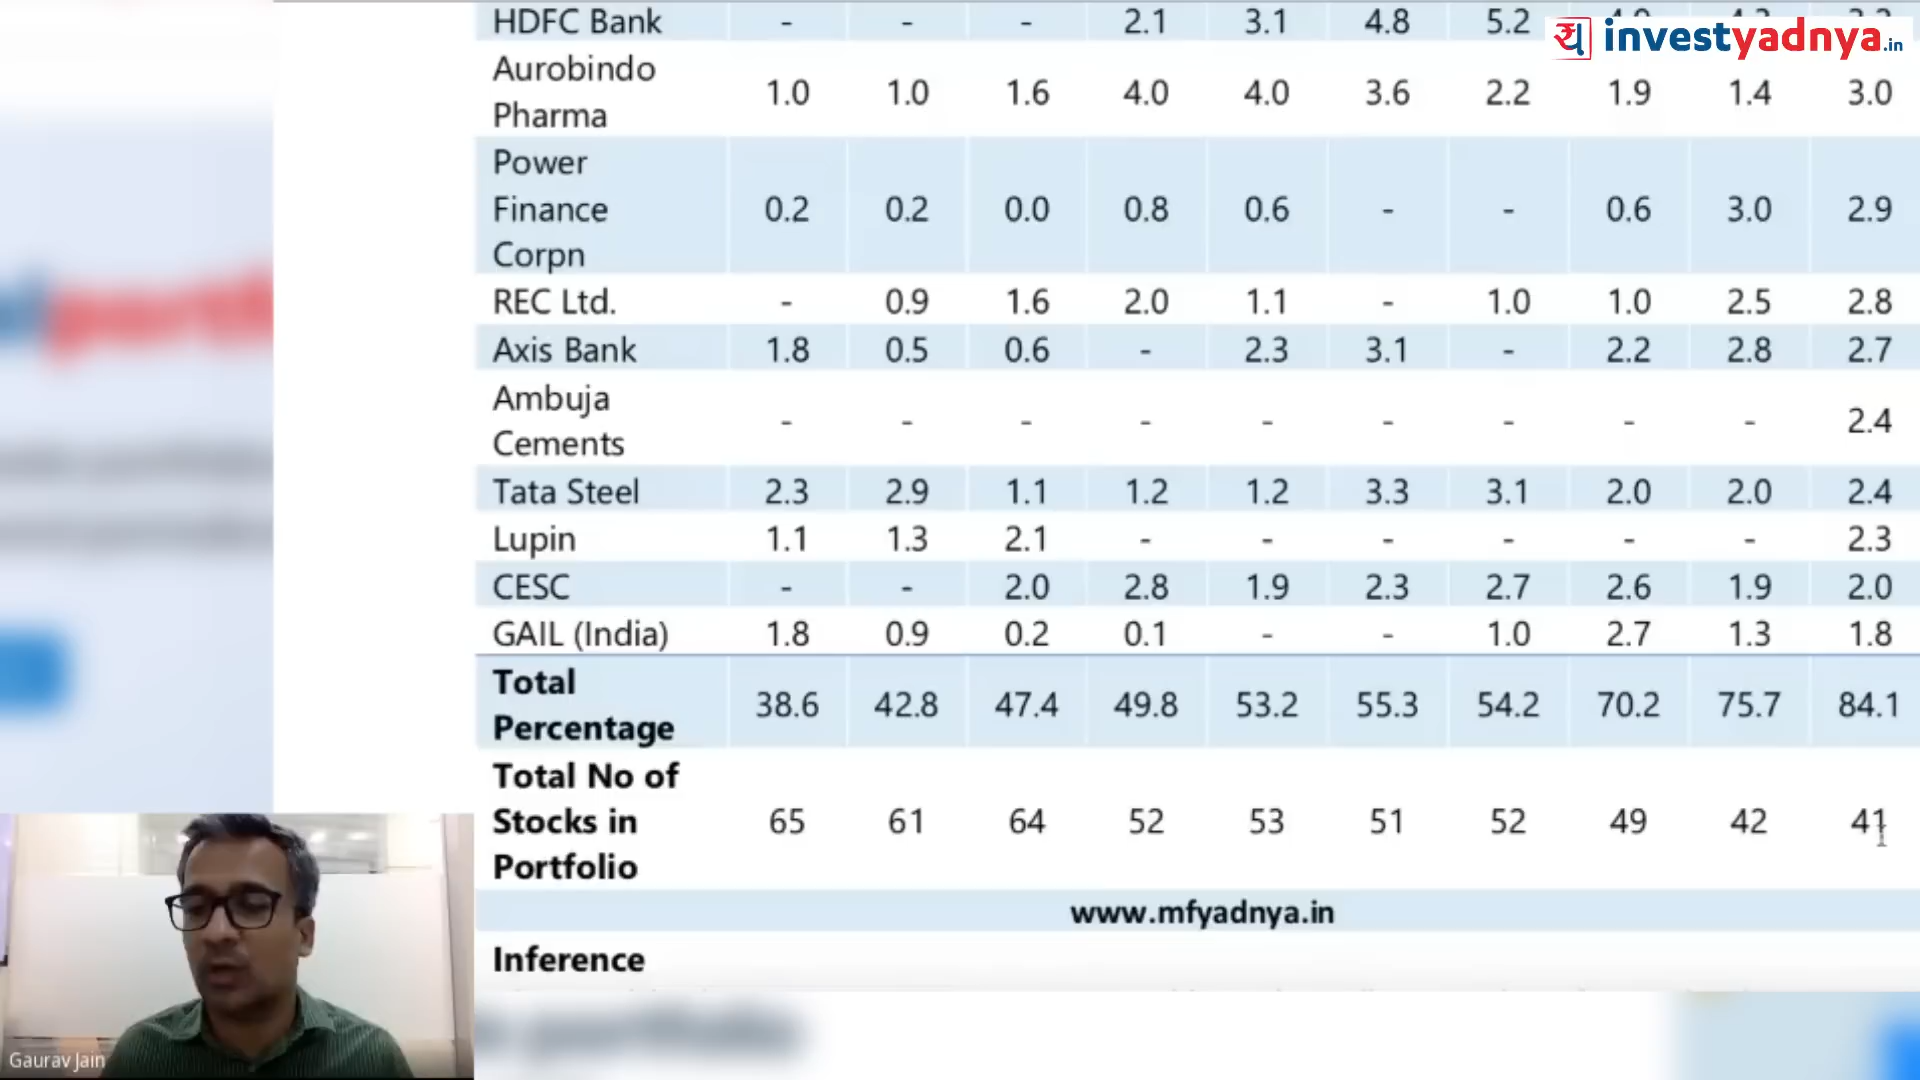 HDFC Bank - - - 2.1 3.1 4.8 5.2
investyadnya.in
Aurobindo
Pharma 1.0 1.0 1.6 4.0 4.0 3.6 2.2 1.9 1.4 3.0
Power
Finance 0.2 0.2 0.0 0.8 0.6 - - 0.6 3.0 2.9
Corpn
REC Ltd. - 0.9 1.6 2.0 1.1 - 1.0 1.0 2.5 2.8
Axis Bank 1.8 0.5 0.6 - 2.3 3.1 - 2.2 2.8 2.7
Ambuja
Cements - - - - - - - - - 2.4
Tata Steel 2.3 2.9 1.1 1.2 1.2 3.3 3.1 2.0 2.0 2.4
Lupin 1.1 1.3 2.1 - - - - - - 2.3
CESC - - 2.0 2.8 1.9 2.3 2.7 2.6 1.9 2.0
GAIL (India) 1.8 0.9 0.2 0.1 - - 1.0 2.7 1.3 1.8
Total
Percentage 38.6 42.8 47.4 49.8 53.2 55.3 54.2 70.2 75.7 84.1
Total No of
Stocks in 65 61 64 52 53 51 52 49 42 41
Portfolio
www.mfyadnya.in
Inference
Gaurav Jain